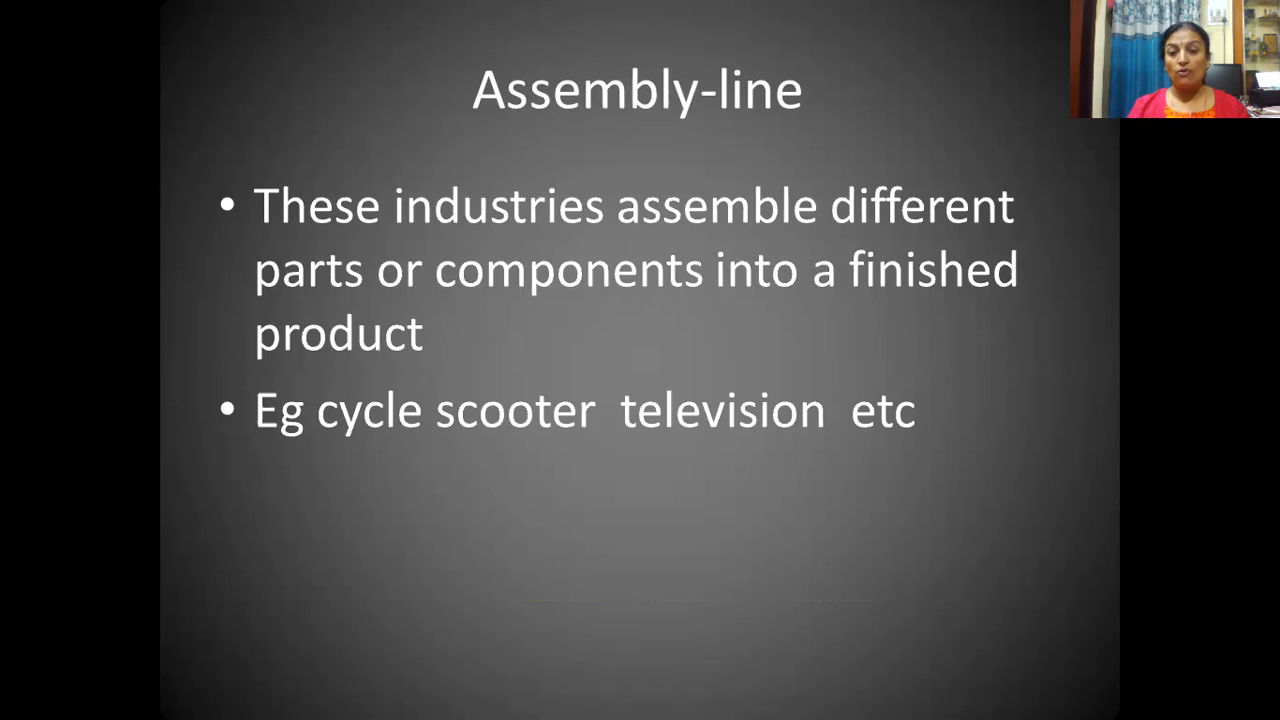 Assembly-line
• These industries assemble different
parts or components into a finished
product
• Eg cycle scooter  television  etc